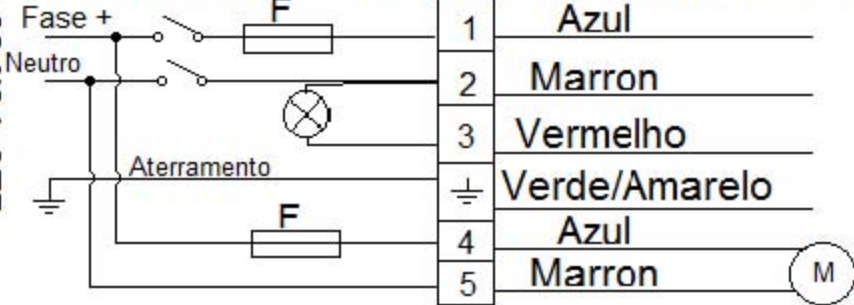 Fase +
F
1
Azul
Neutro
2
Marron
3
Vermelho
Aterramento
Verde/Amarelo
F
4
Azul
5
Marron
M